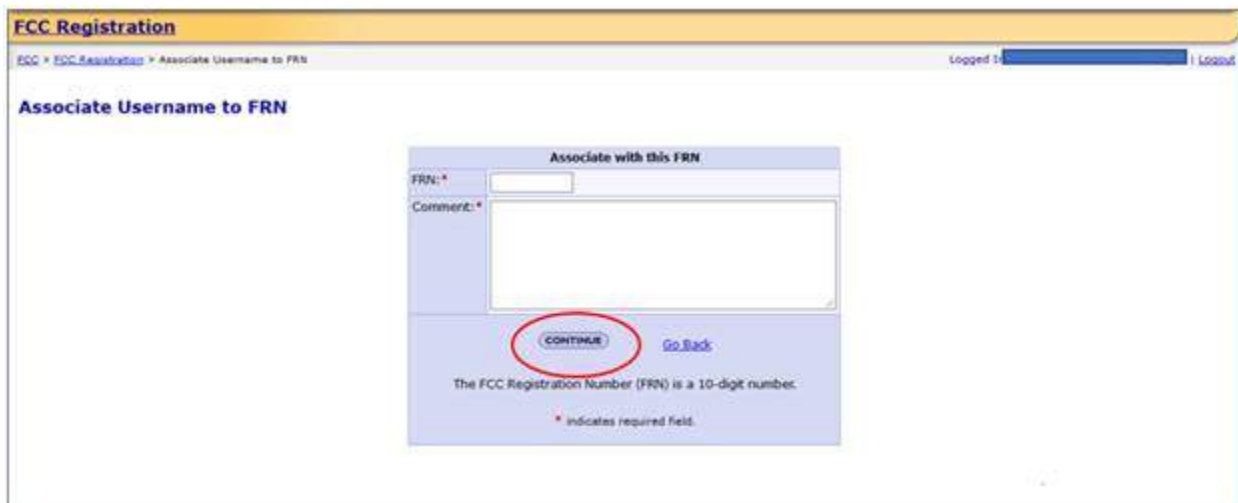 FCC Registration
FCC > FCC Registration > Associate Username to FRN
Logged I | Logout
Associate Username to FRN
Associate with this FRN
FRN:*
Comment:*
CONTINUE Go Back
The FCC Registration Number (FRN) is a 10-digit number.
* indicates required field.